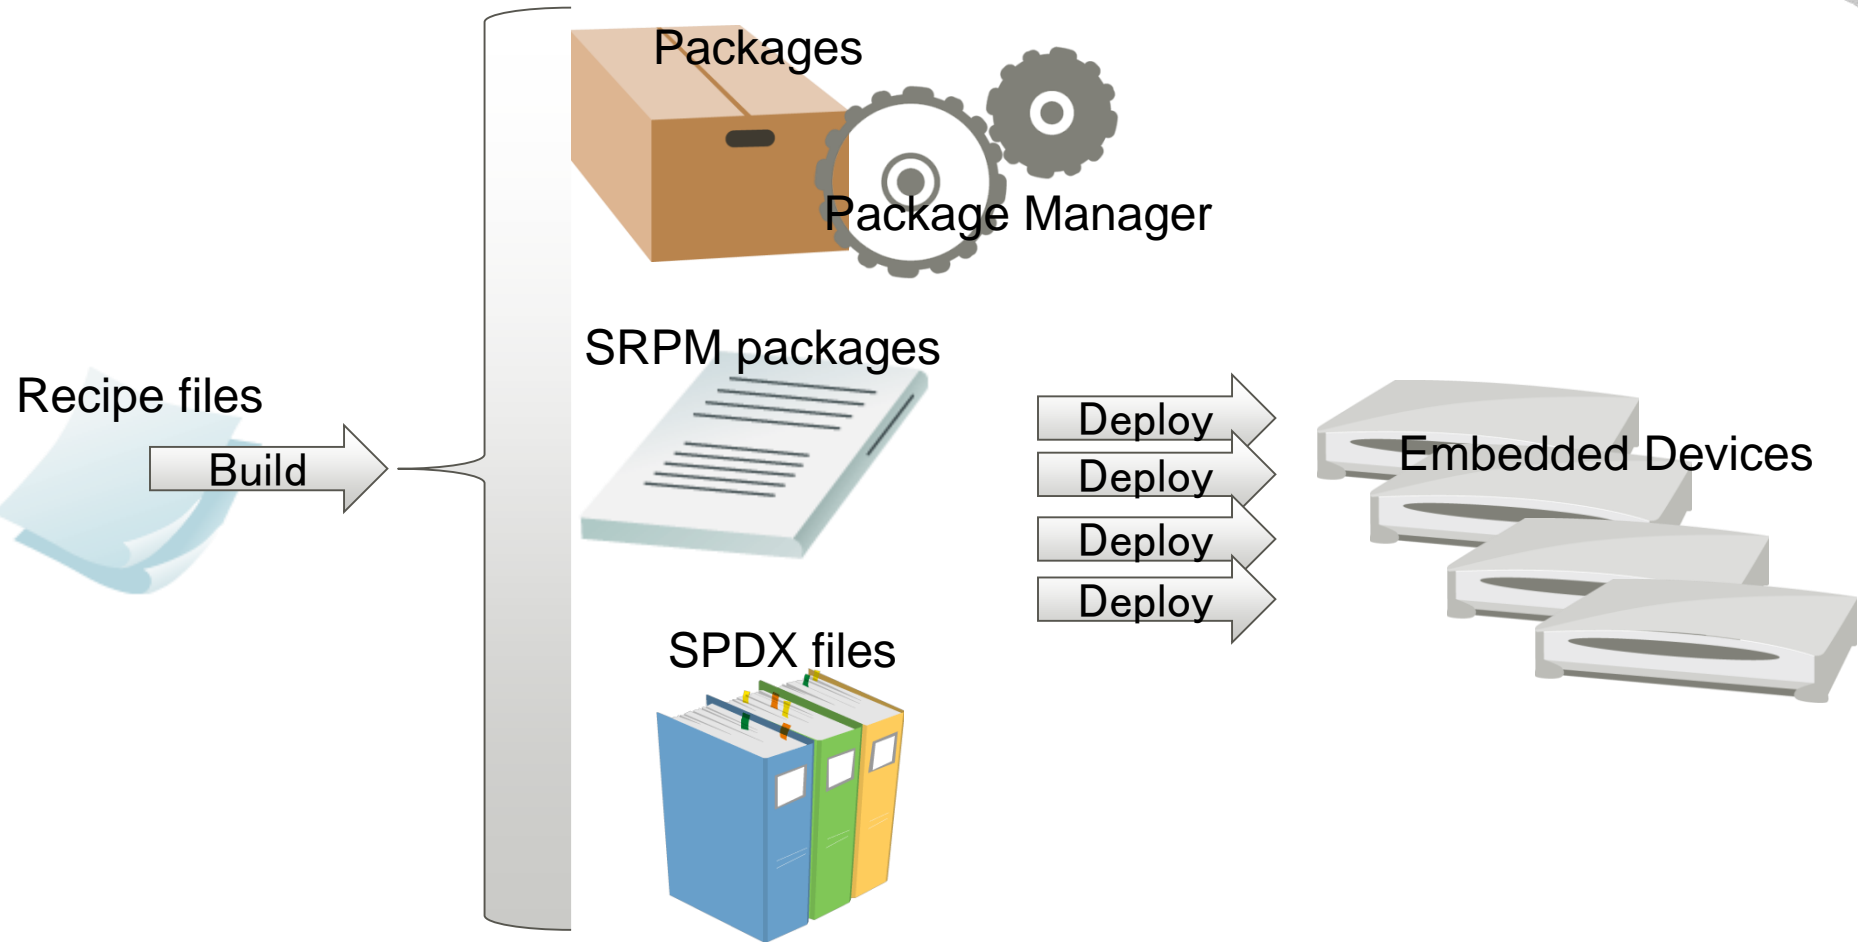 Packages
Package Manager
SRPM packages
Recipe files
Build
Deploy
Deploy
Deploy
Deploy
Embedded Devices
SPDX files